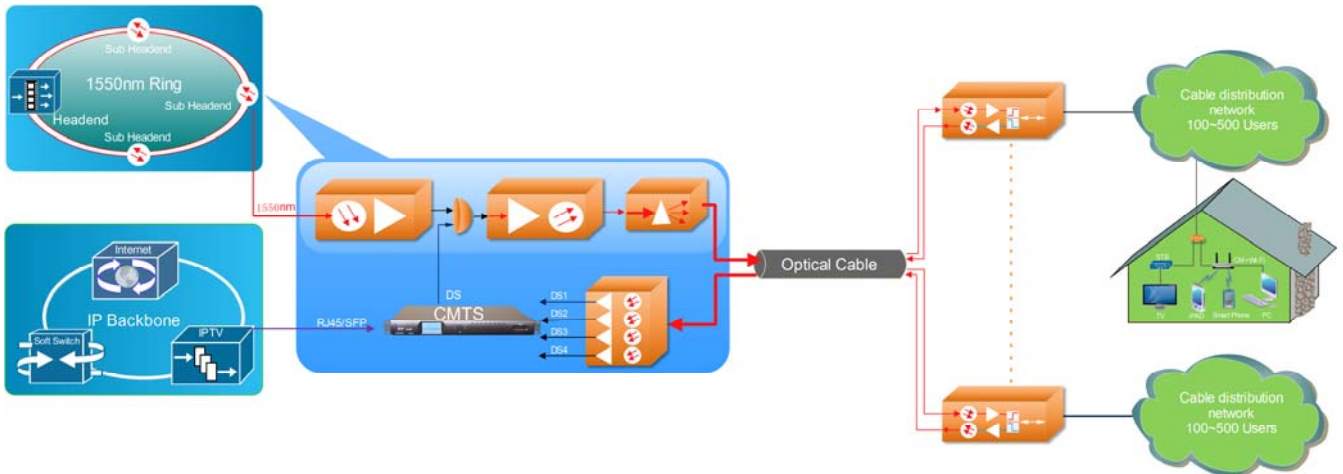 Sub Headend
1550nm Ring
Sub Headend
Headend
Sub Headend
1550nm
Internet
IP Backbone
Soft Switch
IPTV
RJ45/SFP
DS
CMTS
DS1
DS2
DS3
DS4
Optical Cable
Cable distribution
network
100~500 Users
STB
CM+Wi-Fi
TV
iPAD
Smart Phone
PC
Cable distribution
network
100~500 Users